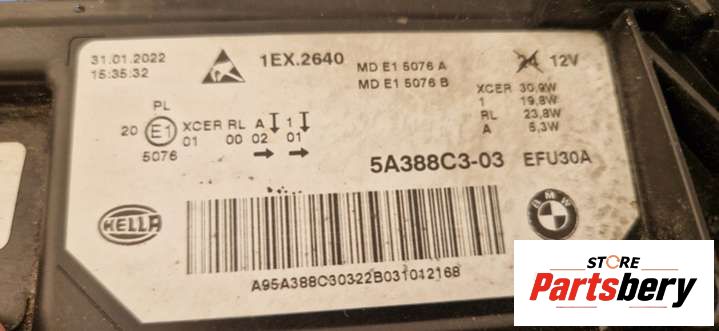 31.01.2022
15:35:32
1EX.2640
MD E1 5076 A
MD E1 5076 B
24 12V
XCER 30,9W
1 19,8W
RL 23,8W
A 5,3W
PL
20 E1 XCER RL A 1
01 00 02 01
5076
5A388C3-03 EFU30A
HELLA
BMW
A95A388C30322B031042168
STORE
Partsbery